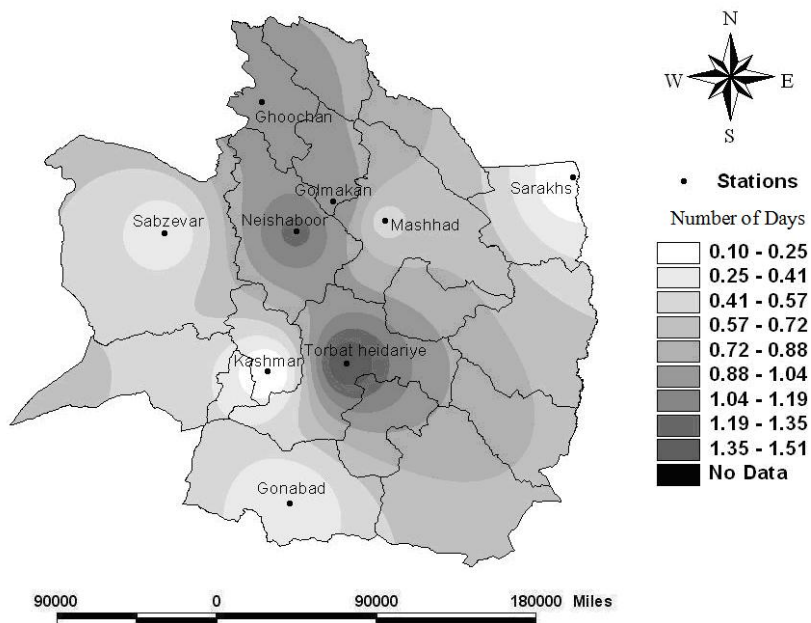 N
W E
S
Ghoochan
Golmakan
Sabzevar
Neishaboor
Mashhad
Sarakhs
Kashmar
Torbat heidariye
Gonabad
Stations
Number of Days
0.10 - 0.25
0.25 - 0.41
0.41 - 0.57
0.57 - 0.72
0.72 - 0.88
0.88 - 1.04
1.04 - 1.19
1.19 - 1.35
1.35 - 1.51
No Data
90000 0 90000 180000 Miles